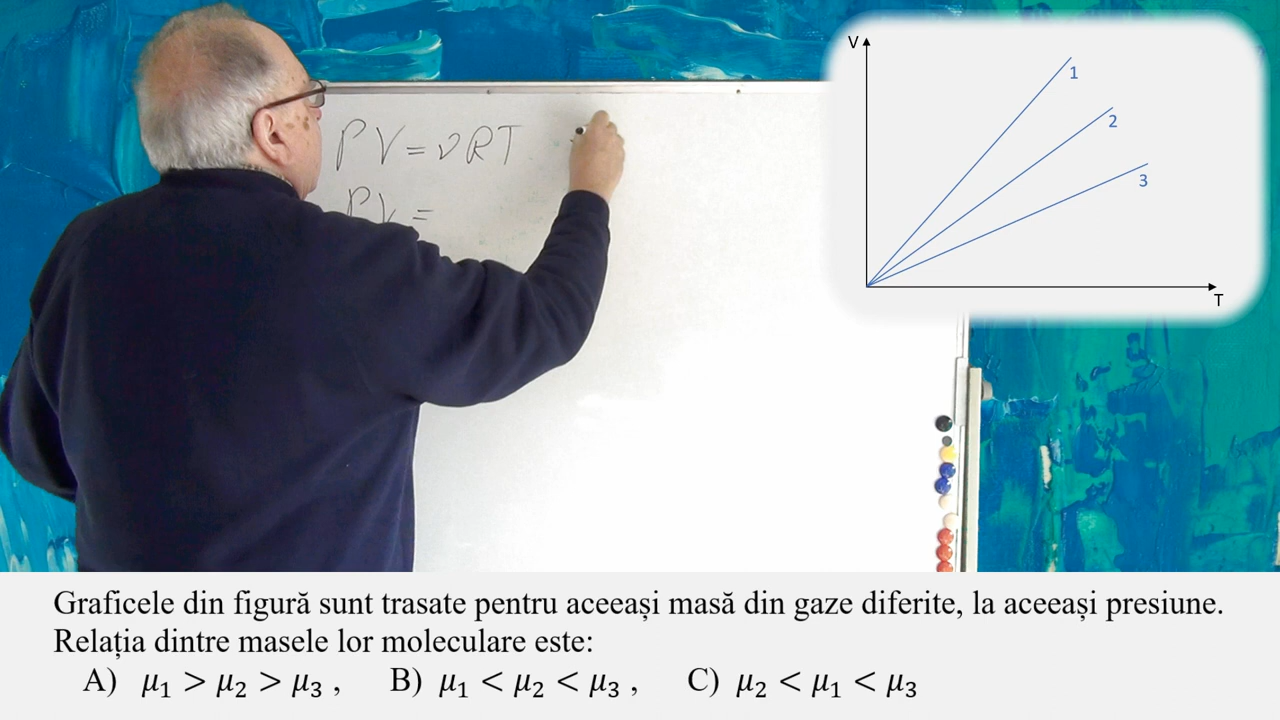 PV = νRT
PV =
V
1
2
3
T
Graficele din figură sunt trasate pentru aceeași masă din gaze diferite, la aceeași presiune.
Relația dintre masele lor moleculare este:
A) μ₁ > μ₂ > μ₃ , B) μ₁ < μ₂ < μ₃ , C) μ₂ < μ₁ < μ₃